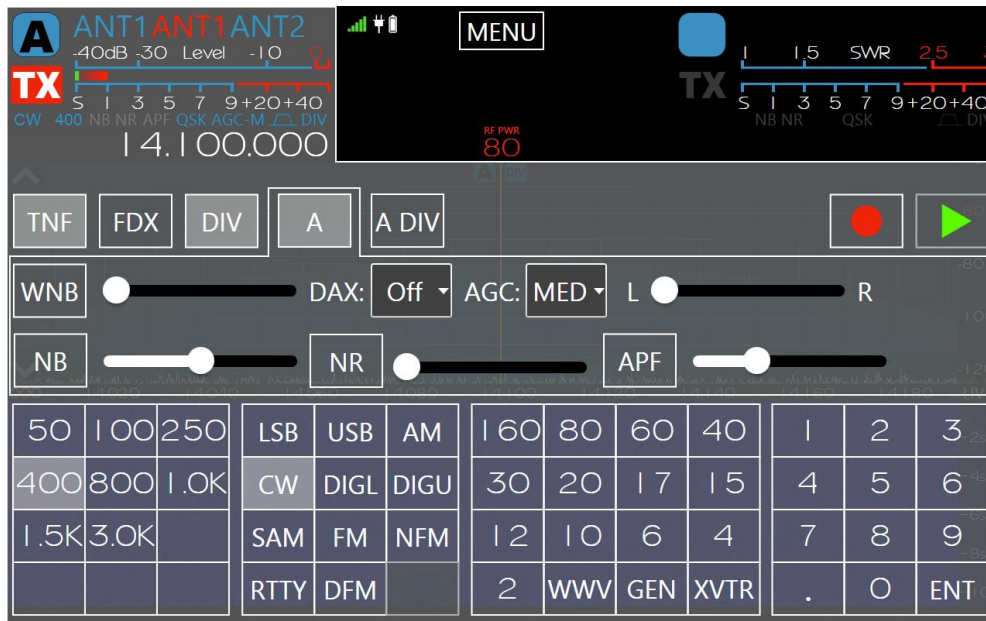 A ANT1 ANT1 ANT2
-40dB -30 Level -10 0
TX
S 1 3 5 7 9 +20 +40
CW 400 NB NR APF QSK AGC-M DIV
14.100.000
MENU
RF PWR
80
1 1.5 SWR 2.5
TX
S 1 3 5 7 9 +20 +40
NB NR QSK DIV
A DIV
TNF FDX DIV A A DIV
WNB DAX: Off AGC: MED L R
-80
-100
NB NR APF
50 100 250 LSB USB AM 160 80 60 40 1 2 3
400 800 1.0K CW DIGL DIGU 30 20 17 15 4 5 6
1.5K 3.0K SAM FM NFM 12 10 6 4 7 8 9
RTTY DFM 2 WWV GEN XVTR . 0 ENT